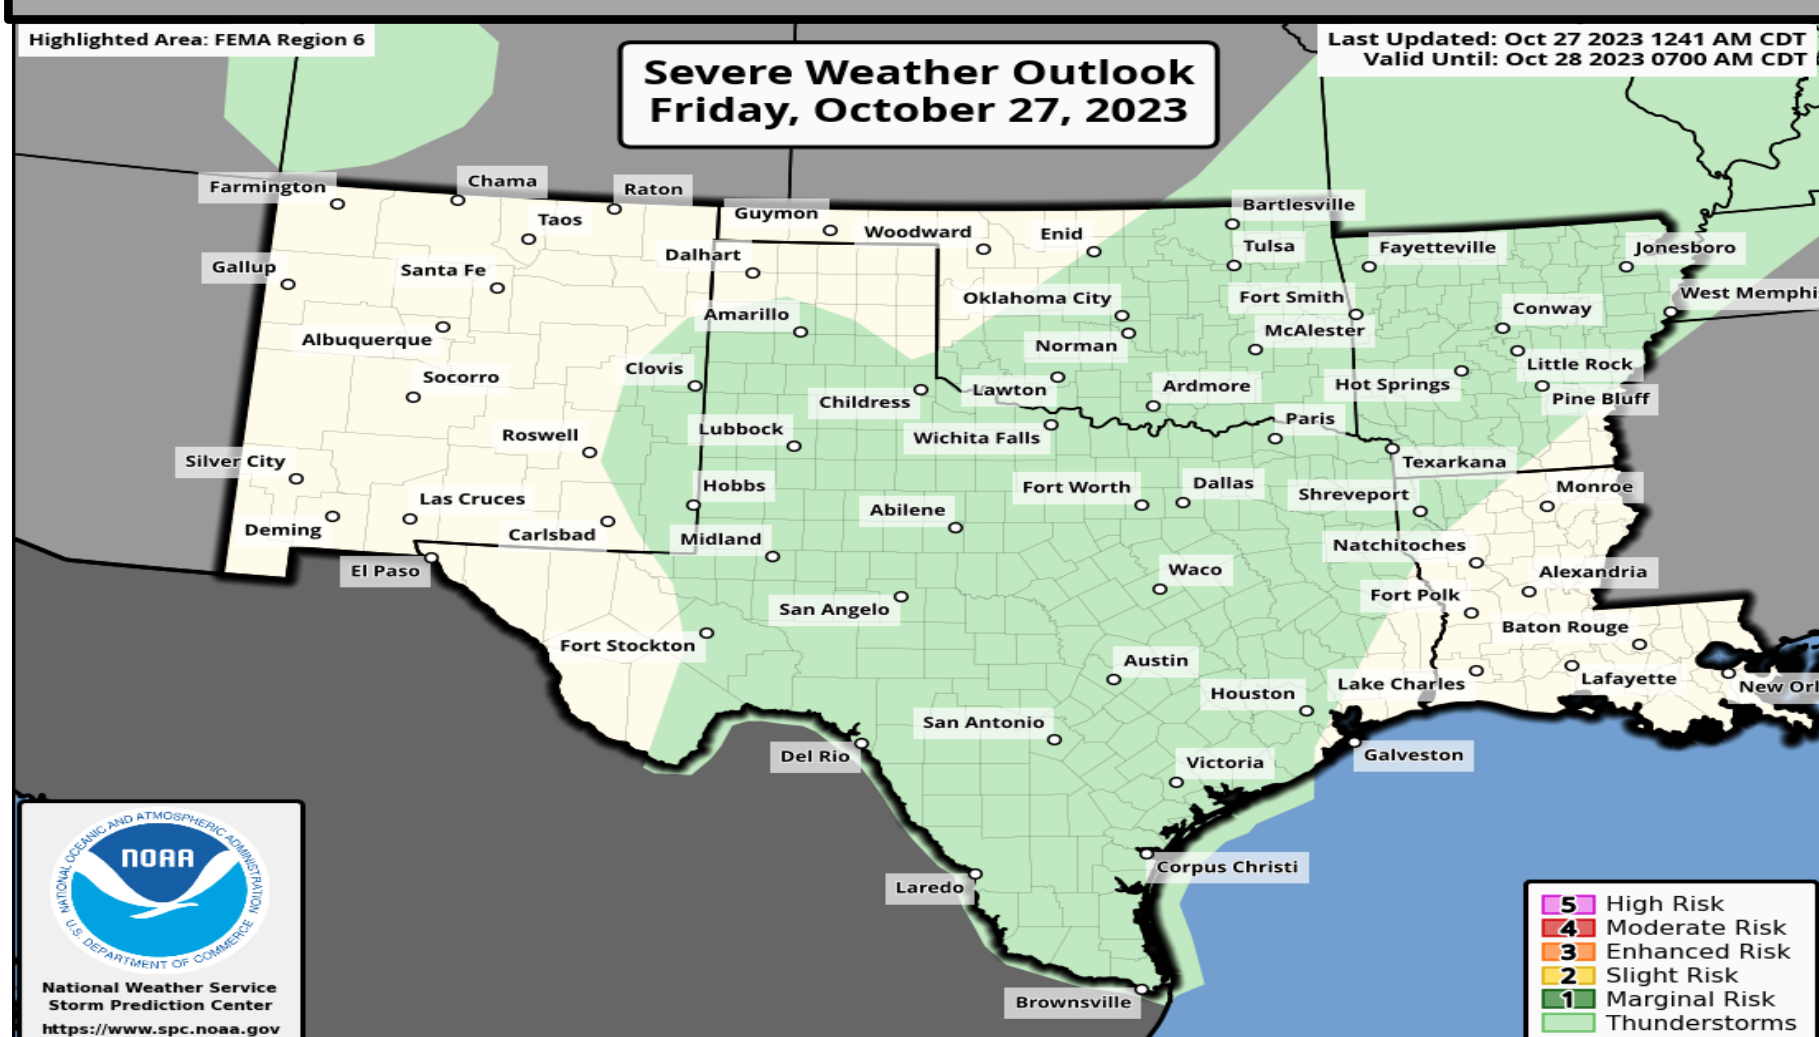 Highlighted Area: FEMA Region 6
Severe Weather Outlook
Friday, October 27, 2023
Last Updated: Oct 27 2023 1241 AM CDT
Valid Until: Oct 28 2023 0700 AM CDT
Farmington
Chama
Raton
Taos
Guymon
Woodward
Enid
Bartlesville
Tulsa
Fayetteville
Jonesboro
Gallup
Santa Fe
Dalhart
Oklahoma City
Fort Smith
Conway
West Memphi
Albuquerque
Amarillo
Norman
McAlester
Little Rock
Socorro
Clovis
Childress
Lawton
Ardmore
Hot Springs
Pine Bluff
Roswell
Lubbock
Wichita Falls
Paris
Texarkana
Silver City
Las Cruces
Hobbs
Fort Worth
Dallas
Shreveport
Monroe
Deming
Carlsbad
Midland
Abilene
Natchitoches
El Paso
Waco
Alexandria
San Angelo
Fort Polk
Baton Rouge
Fort Stockton
Austin
Houston
Lake Charles
Lafayette
New Orl
San Antonio
Del Rio
Victoria
Galveston
Laredo
Corpus Christi
Brownsville
NATIONAL OCEANIC AND ATMOSPHERIC ADMINISTRATION
NOAA
U.S. DEPARTMENT OF COMMERCE
National Weather Service
Storm Prediction Center
https://www.spc.noaa.gov
5 High Risk
4 Moderate Risk
3 Enhanced Risk
2 Slight Risk
1 Marginal Risk
Thunderstorms